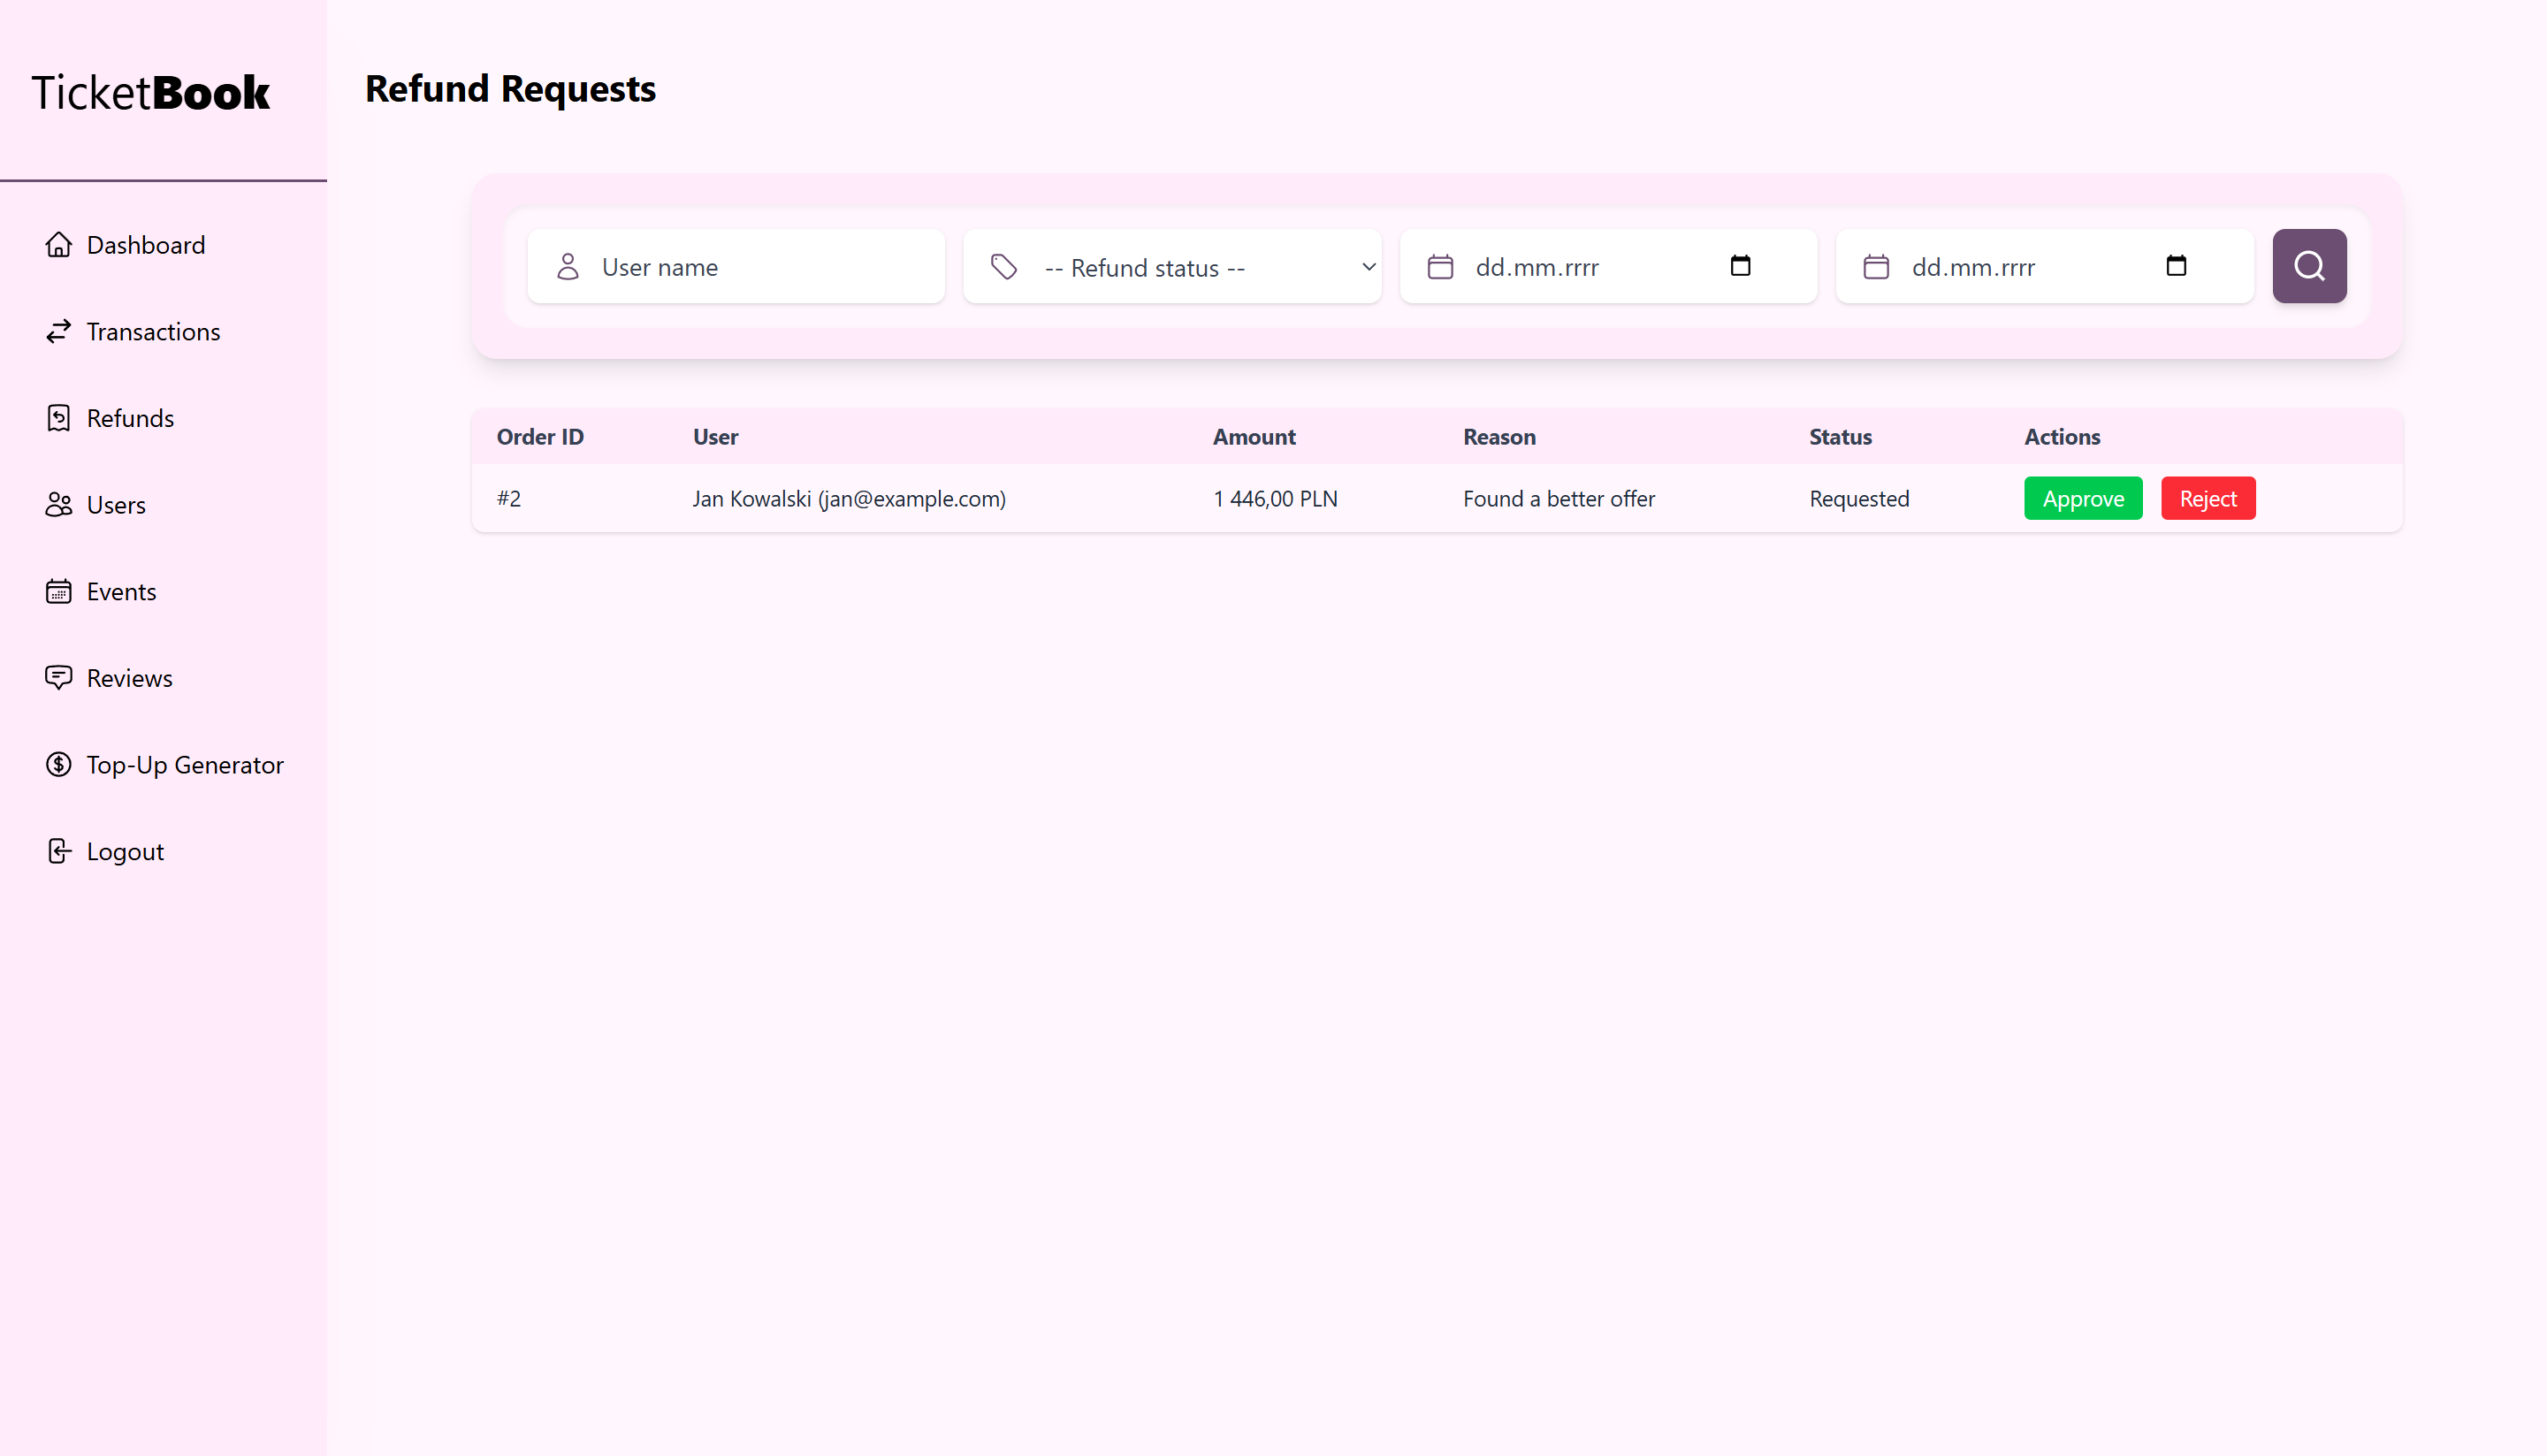 TicketBook
Dashboard
Transactions
Refunds
Users
Events
Reviews
Top-Up Generator
Logout
Refund Requests
User name -- Refund status -- dd.mm.rrrr dd.mm.rrrr
Order ID User Amount Reason Status Actions
#2 Jan Kowalski (jan@example.com) 1 446,00 PLN Found a better offer Requested Approve Reject